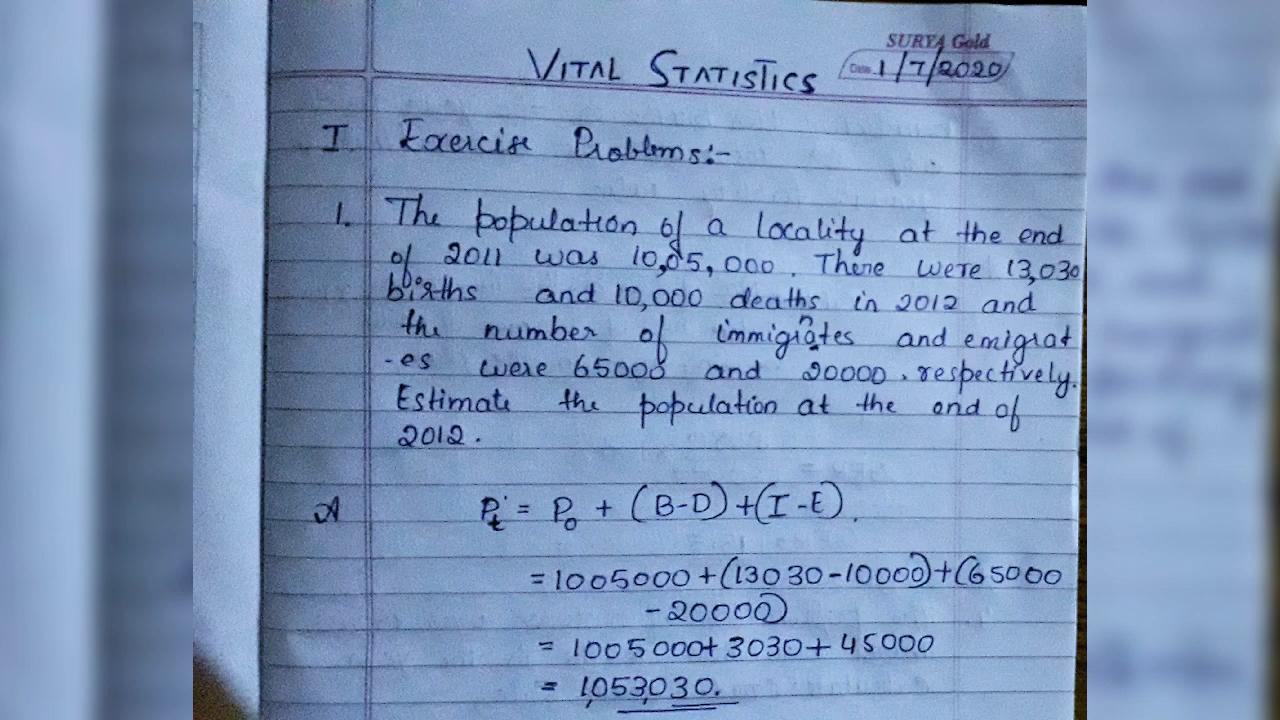 SURYA Gold
VITAL STATISTICS
Date 1/7/2020
I. Exercise Problems:-
1. The population of a locality at the end
of 2011 was 10,05,000. There were 13,030
births and 10,000 deaths in 2012 and
the number of immigrates and emigrat
-es were 65000 and 20000, respectively.
Estimate the population at the end of
2012.
A Pt = P0 + (B-D)+(I-E).
= 1005000+(13030-10000)+(65000
-20000)
= 1005000+3030+45000
= 1,053,030.